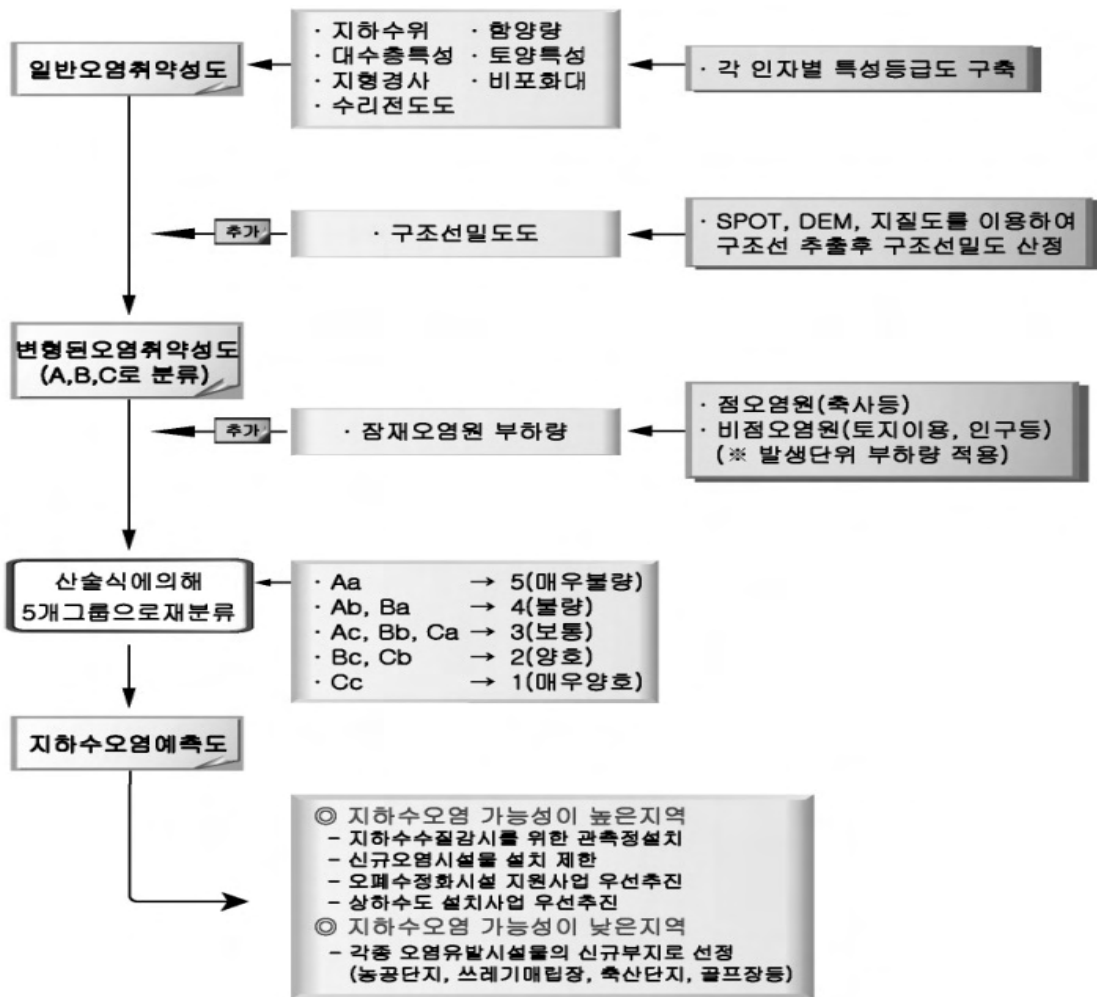 일반오염취약성도
· 지하수위 · 함양량
· 대수층특성 · 토양특성
· 지형경사 · 비포화대
· 수리전도도
· 각 인자별 특성등급도 구축
추가
· 구조선밀도도
· SPOT, DEM, 지질도를 이용하여
구조선 추출후 구조선밀도 산정
변형된오염취약성도
(A,B,C로 분류)
추가
· 잠재오염원 부하량
· 점오염원(축사등)
· 비점오염원(토지이용, 인구등)
(※ 발생단위 부하량 적용)
산술식에의해
5개그룹으로재분류
· Aa → 5(매우불량)
· Ab, Ba → 4(불량)
· Ac, Bb, Ca → 3(보통)
· Bc, Cb → 2(양호)
· Cc → 1(매우양호)
지하수오염예측도
◎ 지하수오염 가능성이 높은지역
– 지하수수질감시를 위한 관측정설치
– 신규오염시설물 설치 제한
– 오폐수정화시설 지원사업 우선추진
– 상하수도 설치사업 우선추진
◎ 지하수오염 가능성이 낮은지역
– 각종 오염유발시설물의 신규부지로 선정
(농공단지, 쓰레기매립장, 축산단지, 골프장등)